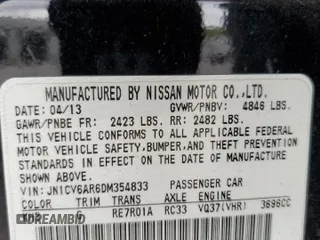 MANUFACTURED BY NISSAN MOTOR CO.,LTD.
DATE: 04/13 GVWR/PNBV: 4846 LBS.
GAWR/PNBE FR: 2423 LBS. RR: 2482 LBS.
THIS VEHICLE CONFORMS TO ALL APPLICABLE FEDERAL
MOTOR VEHICLE SAFETY,BUMPER,AND THEFT PREVENTION
STANDARDS IN EFFECT ON THE DATE OF MANUFACTURE
SHOWN ABOVE.
VIN: JN1CV6AR6DM354833 PASSENGER CAR
COLOR TRIM TRANS AXLE ENGINE
RE7R01A RC33 VQ37(VHR) 3696CC
DREAMBID